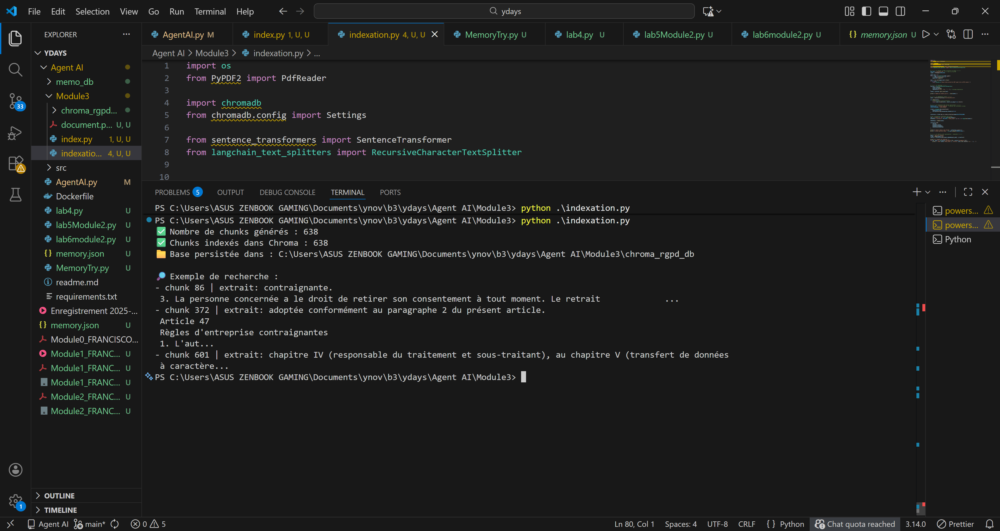 File Edit Selection View Go Run Terminal Help
ydays
EXPLORER
YDAYS
Agent AI
memo_db
Module3
chroma_rgpd...
document.p... U, U
index.py 1, U, U
indexatio... 4, U, U
src
AgentAI.py M
Dockerfile
lab4.py U
lab5Module2.py U
lab6module2.py U
memory.json U
MemoryTry.py U
readme.md
requirements.txt
Enregistrement 2025-...
memory.json U
Module0_FRANCISCO...
Module1_FRANC... U
Module1_FRANC... U
Module1_FRANC... U
Module2_FRANC... U
Module2_FRANC... U
OUTLINE
TIMELINE
33
1
AgentAI.py M
index.py 1, U, U
indexation.py 4, U, U
MemoryTry.py U
lab4.py U
lab5Module2.py U
lab6module2.py U
memory.json U
Agent AI > Module3 > indexation.py > ...
1 import os
2 from PyPDF2 import PdfReader
3
4 import chromadb
5 from chromadb.config import Settings
6
7 from sentence_transformers import SentenceTransformer
8 from langchain_text_splitters import RecursiveCharacterTextSplitter
9
10
PROBLEMS 5 OUTPUT DEBUG CONSOLE TERMINAL PORTS
PS C:\Users\ASUS ZENBOOK GAMING\Documents\ynov\b3\ydays\Agent AI\Module3> python .\indexation.py
PS C:\Users\ASUS ZENBOOK GAMING\Documents\ynov\b3\ydays\Agent AI\Module3> python .\indexation.py
✅ Nombre de chunks générés : 638
✅ Chunks indexés dans Chroma : 638
📁 Base persistée dans : C:\Users\ASUS ZENBOOK GAMING\Documents\ynov\b3\ydays\Agent AI\Module3\chroma_rgpd_db
🔎 Exemple de recherche :
- chunk 86 | extrait: contraignante.
3. La personne concernée a le droit de retirer son consentement à tout moment. Le retrait ...
- chunk 372 | extrait: adoptée conformément au paragraphe 2 du présent article.
Article 47
Règles d'entreprise contraignantes
1. L'aut...
- chunk 601 | extrait: chapitre IV (responsable du traitement et sous-traitant), au chapitre V (transfert de données
à caractère...
PS C:\Users\ASUS ZENBOOK GAMING\Documents\ynov\b3\ydays\Agent AI\Module3>
powers...
powers...
Python
Agent AI main* 0 5
Ln 80, Col 1 Spaces: 4 UTF-8 CRLF {} Python Chat quota reached 3.14.0 Prettier